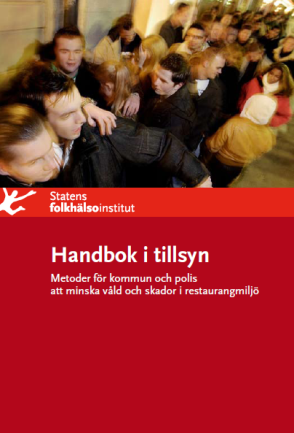 Statens
folkhälsoinstitut
Handbok i tillsyn
Metoder för kommun och polis
att minska våld och skador i restaurangmiljö